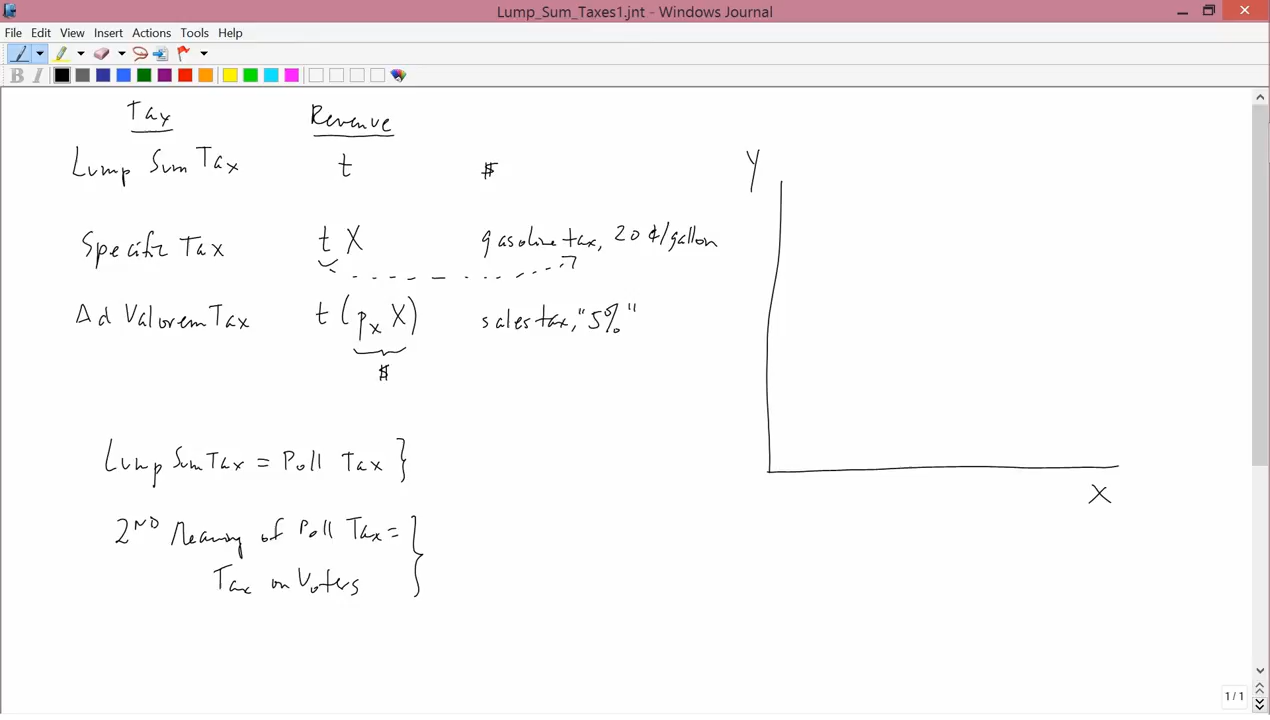 Lump_Sum_Taxes1.jnt - Windows Journal
File Edit View Insert Actions Tools Help
B I
Tax Revenue
Lump Sum Tax t $
Specific Tax t X gasoline tax, 20 ¢/gallon
Ad Valorem Tax t (pₓ X) sales tax, "5%"
$
Lump Sum Tax = Poll Tax }
2ND Meaning of Poll Tax =
Tax on Voters
Y
X
1 / 1